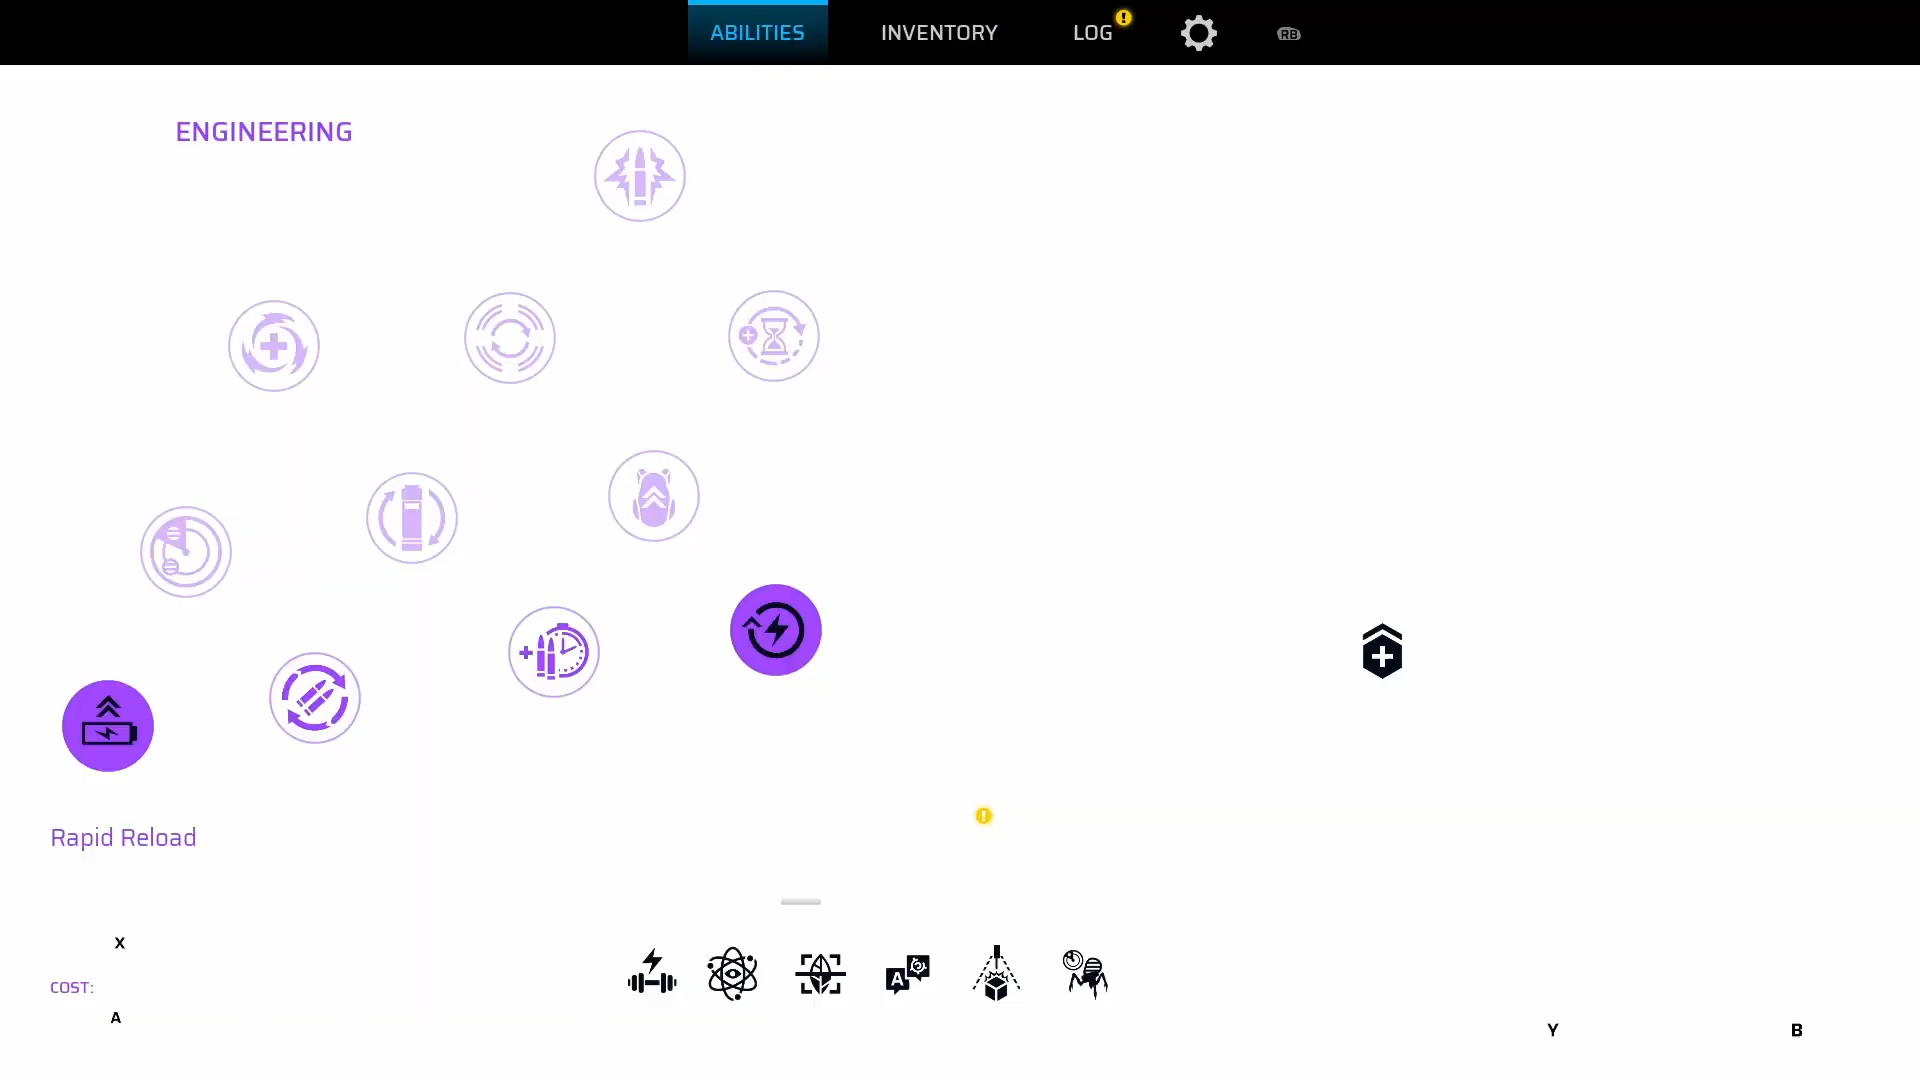 ABILITIES INVENTORY LOG ! RB
ENGINEERING
Rapid Reload
!
X
COST:
A
A
Y B